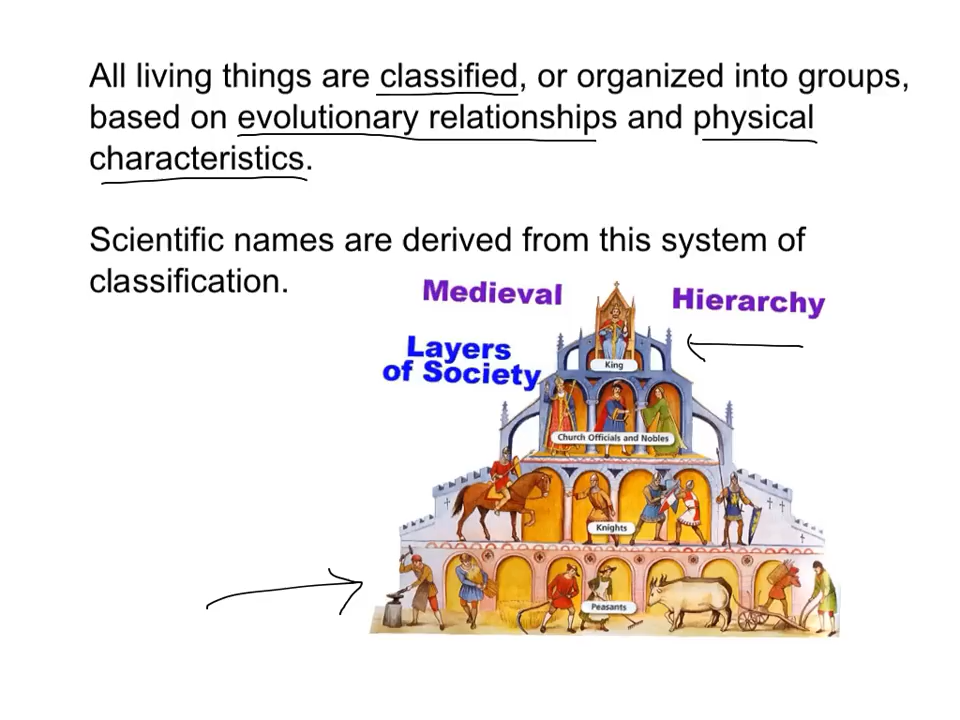 All living things are classified, or organized into groups,
based on evolutionary relationships and physical
characteristics.
Scientific names are derived from this system of
classification.
Medieval Hierarchy
Layers
of Society
King
Church Officials and Nobles
Knights
Peasants